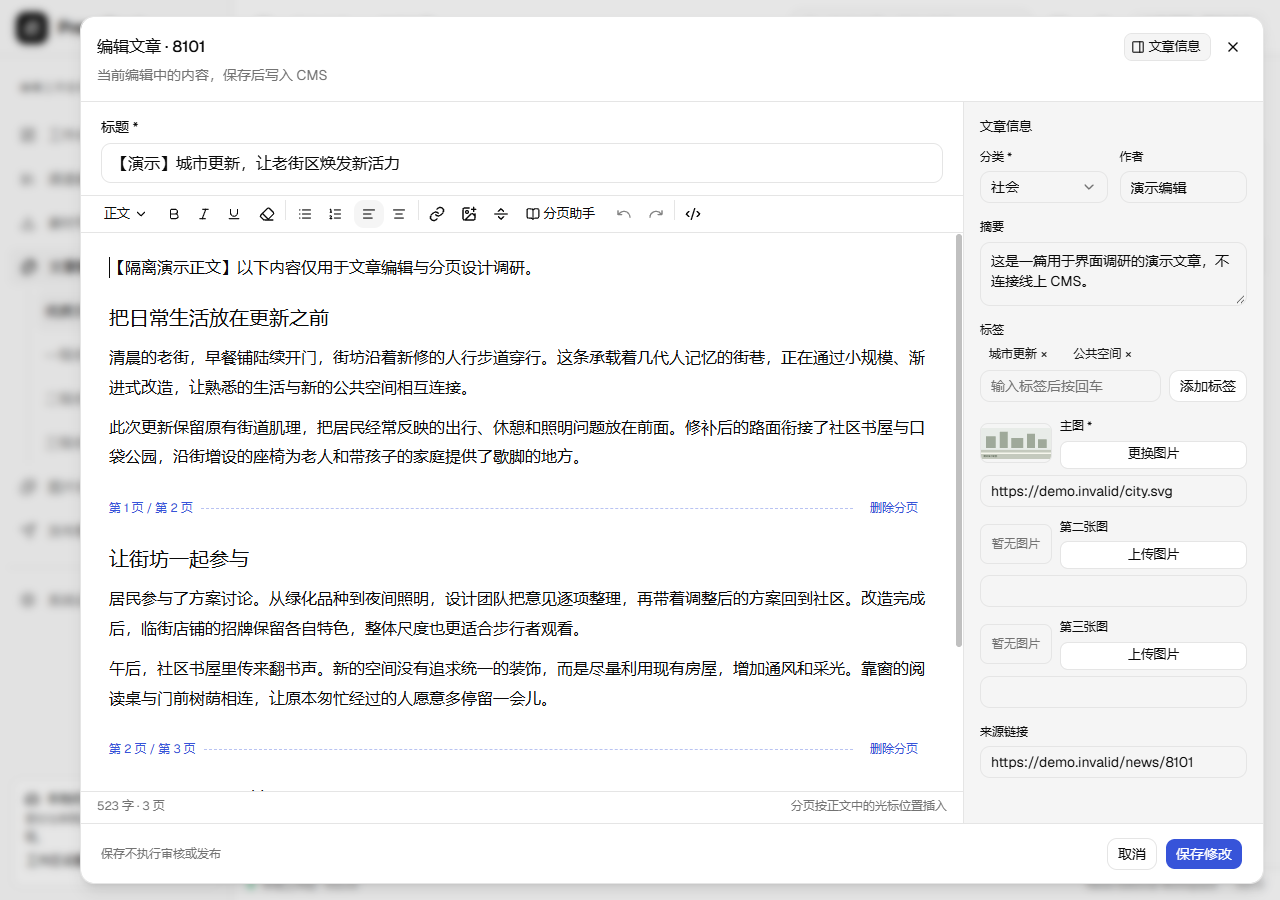 编辑文章 · 8101
文章信息
当前编辑中的内容，保存后写入 CMS
标题 *
【演示】城市更新，让老街区焕发新活力
正文
B I U
分页助手
【隔离演示正文】以下内容仅用于文章编辑与分页设计调研。
把日常生活放在更新之前
清晨的老街，早餐铺陆续开门，街坊沿着新修的人行步道穿行。这条承载着几代人记忆的街巷，正在通过小规模、渐
进式改造，让熟悉的生活与新的公共空间相互连接。
此次更新保留原有街道肌理，把居民经常反映的出行、休憩和照明问题放在前面。修补后的路面衔接了社区书屋与口
袋公园，沿街增设的座椅为老人和带孩子的家庭提供了歇脚的地方。
第 1 页 / 第 2 页
删除分页
让街坊一起参与
居民参与了方案讨论。从绿化品种到夜间照明，设计团队把意见逐项整理，再带着调整后的方案回到社区。改造完成
后，临街店铺的招牌保留各自特色，整体尺度也更适合步行者观看。
午后，社区书屋里传来翻书声。新的空间没有追求统一的装饰，而是尽量利用现有房屋，增加通风和采光。靠窗的阅
读桌与门前树荫相连，让原本匆忙经过的人愿意多停留一会儿。
第 2 页 / 第 3 页
删除分页
523 字 · 3 页
分页按正文中的光标位置插入
文章信息
分类 *
作者
社会
演示编辑
摘要
这是一篇用于界面调研的演示文章，不
连接线上 CMS。
标签
城市更新 ×
公共空间 ×
输入标签后按回车
添加标签
主图 *
更换图片
https://demo.invalid/city.svg
第二张图
暂无图片
上传图片
第三张图
暂无图片
上传图片
来源链接
https://demo.invalid/news/8101
保存不执行审核或发布
取消
保存修改